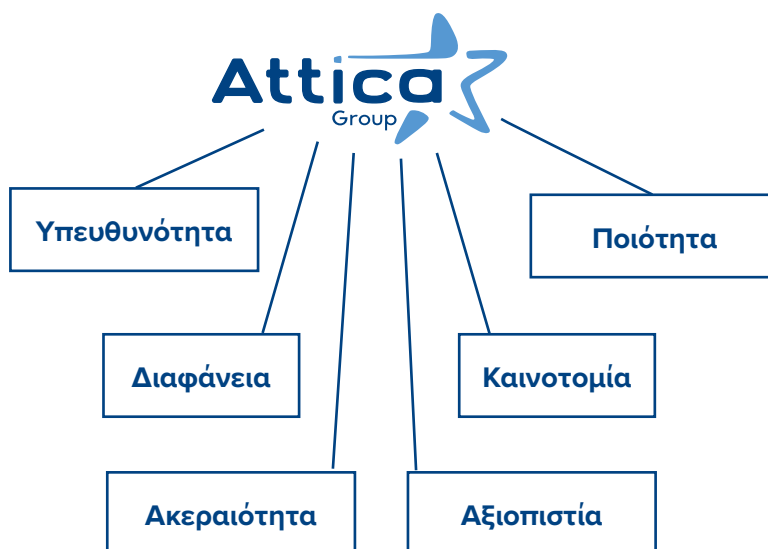 Attica
Group
Υπευθυνότητα
Ποιότητα
Διαφάνεια
Καινοτομία
Ακεραιότητα
Αξιοπιστία